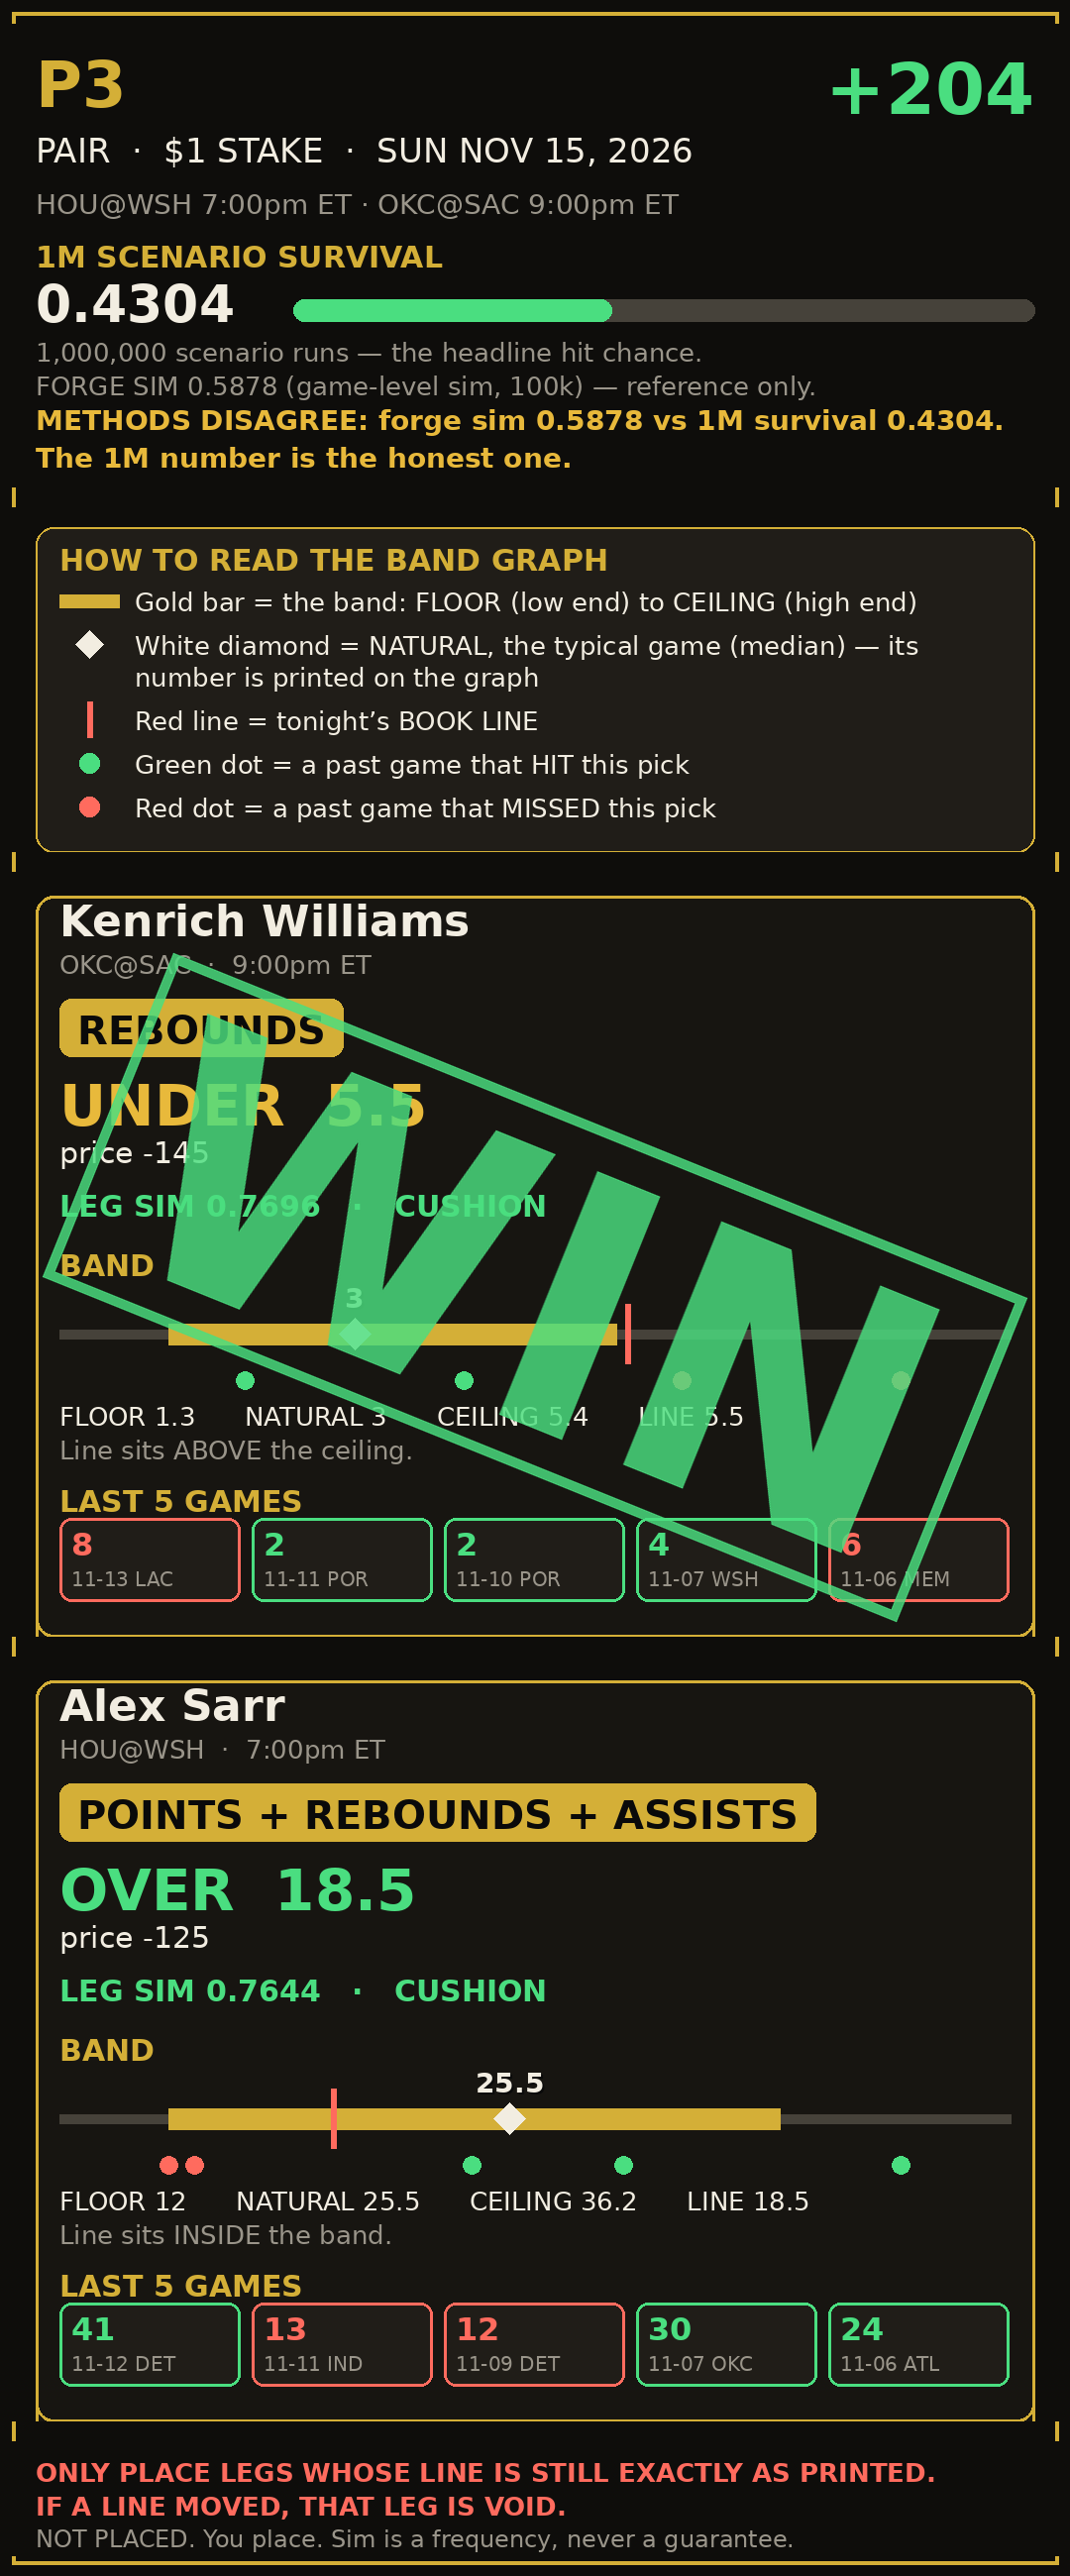 P3
+204
PAIR · $1 STAKE · SUN NOV 15, 2026
HOU@WSH 7:00pm ET · OKC@SAC 9:00pm ET
1M SCENARIO SURVIVAL
0.4304
1,000,000 scenario runs — the headline hit chance.
FORGE SIM 0.5878 (game-level sim, 100k) — reference only.
METHODS DISAGREE: forge sim 0.5878 vs 1M survival 0.4304.
The 1M number is the honest one.
HOW TO READ THE BAND GRAPH
Gold bar = the band: FLOOR (low end) to CEILING (high end)
White diamond = NATURAL, the typical game (median) — its
number is printed on the graph
Red line = tonight’s BOOK LINE
Green dot = a past game that HIT this pick
Red dot = a past game that MISSED this pick
Kenrich Williams
OKC@SAC · 9:00pm ET
REBOUNDS
UNDER 5.5
price -145
LEG SIM 0.7696 · CUSHION
BAND
3
FLOOR 1.3 NATURAL 3 CEILING 5.4 LINE 5.5
Line sits ABOVE the ceiling.
WIN
LAST 5 GAMES
8 2 2 4 6
11-13 LAC 11-11 POR 11-10 POR 11-07 WSH 11-06 MEM
Alex Sarr
HOU@WSH · 7:00pm ET
POINTS + REBOUNDS + ASSISTS
OVER 18.5
price -125
LEG SIM 0.7644 · CUSHION
BAND
25.5
FLOOR 12 NATURAL 25.5 CEILING 36.2 LINE 18.5
Line sits INSIDE the band.
LAST 5 GAMES
41 13 12 30 24
11-12 DET 11-11 IND 11-09 DET 11-07 OKC 11-06 ATL
ONLY PLACE LEGS WHOSE LINE IS STILL EXACTLY AS PRINTED.
IF A LINE MOVED, THAT LEG IS VOID.
NOT PLACED. You place. Sim is a frequency, never a guarantee.